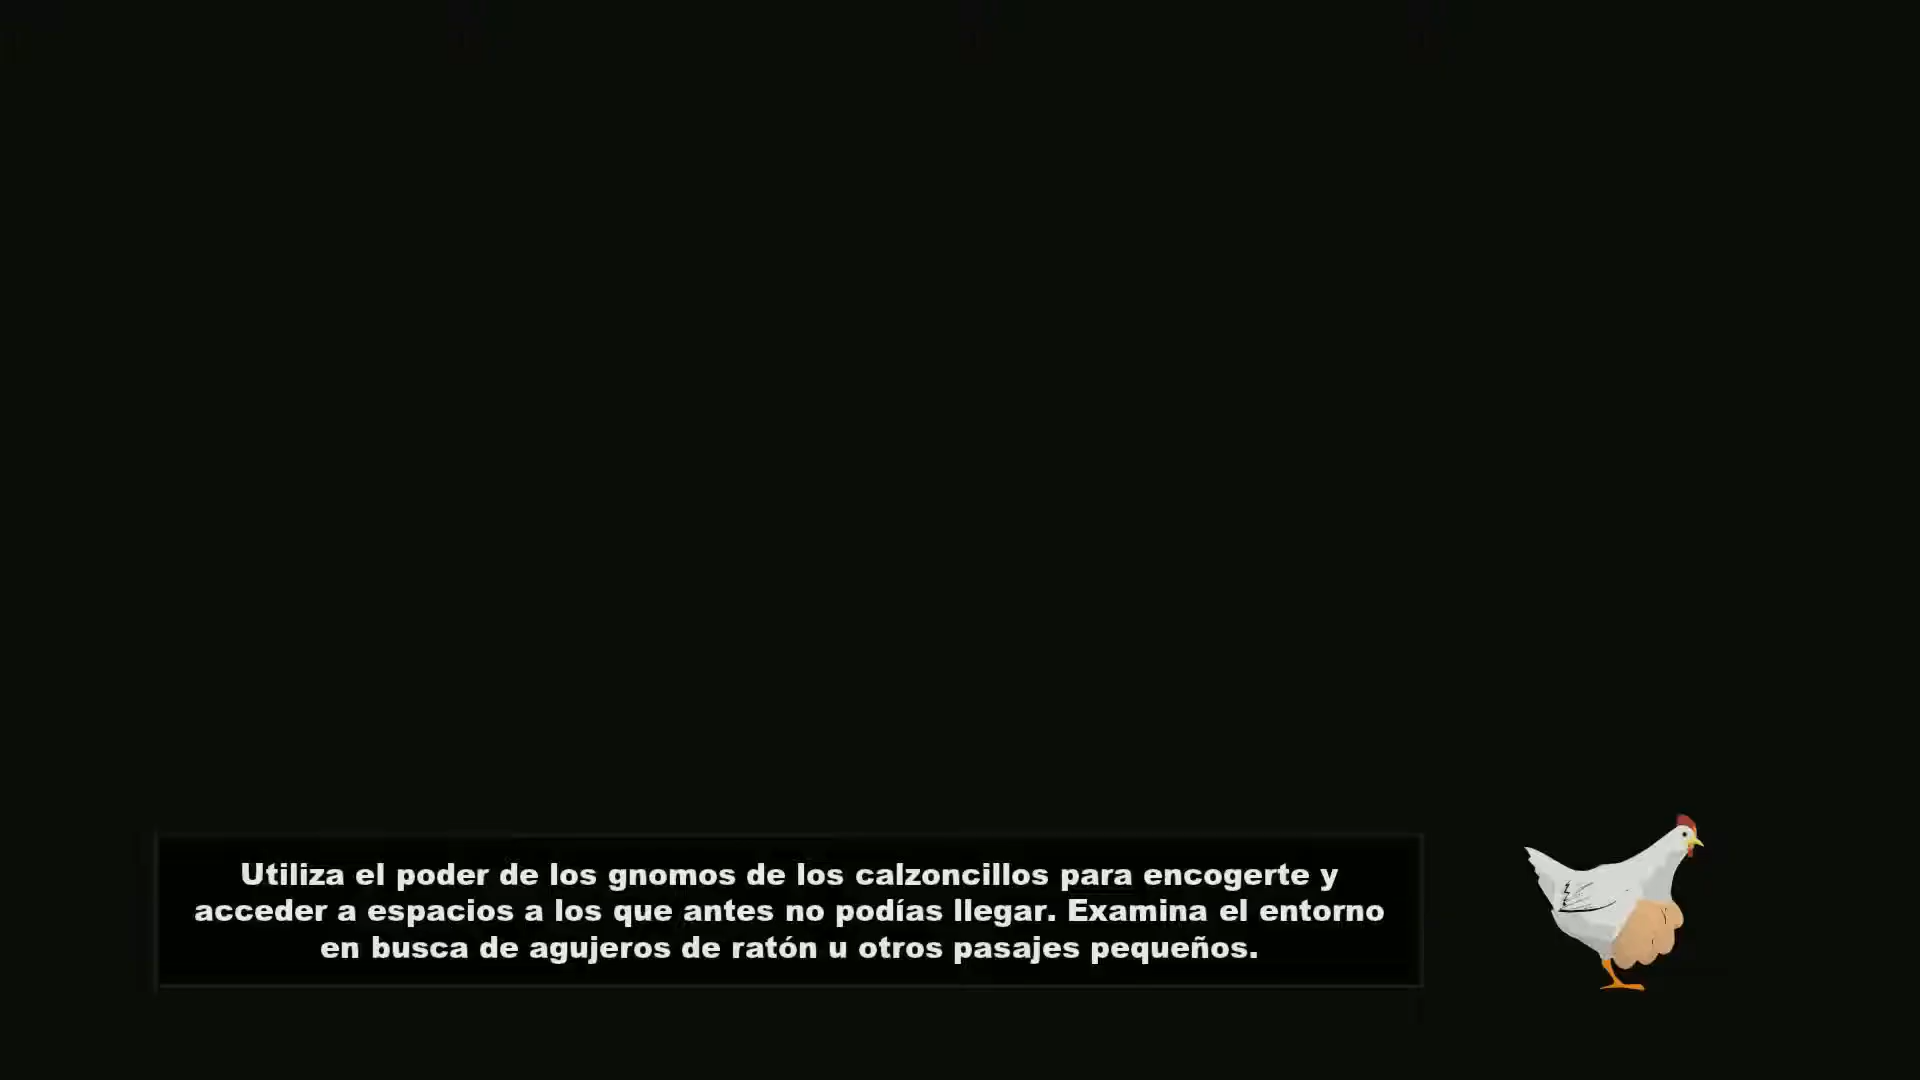 Utiliza el poder de los gnomos de los calzoncillos para encogerte y
acceder a espacios a los que antes no podías llegar. Examina el entorno
en busca de agujeros de ratón u otros pasajes pequeños.